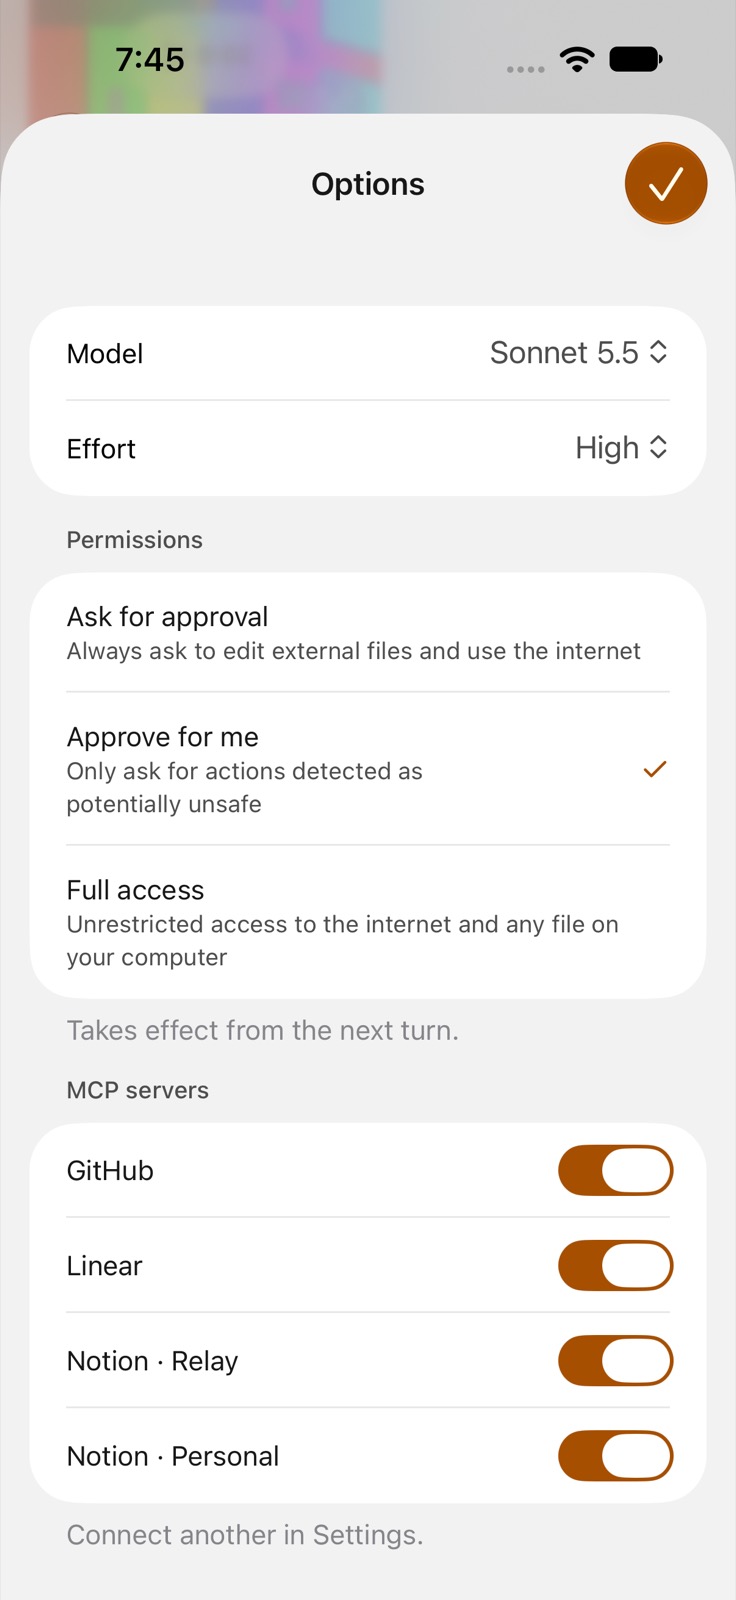 7:45
Options
Model
Sonnet 5.5
Effort
High
Permissions
Ask for approval
Always ask to edit external files and use the internet
Approve for me
Only ask for actions detected as
potentially unsafe
Full access
Unrestricted access to the internet and any file on
your computer
Takes effect from the next turn.
MCP servers
GitHub
Linear
Notion · Relay
Notion · Personal
Connect another in Settings.